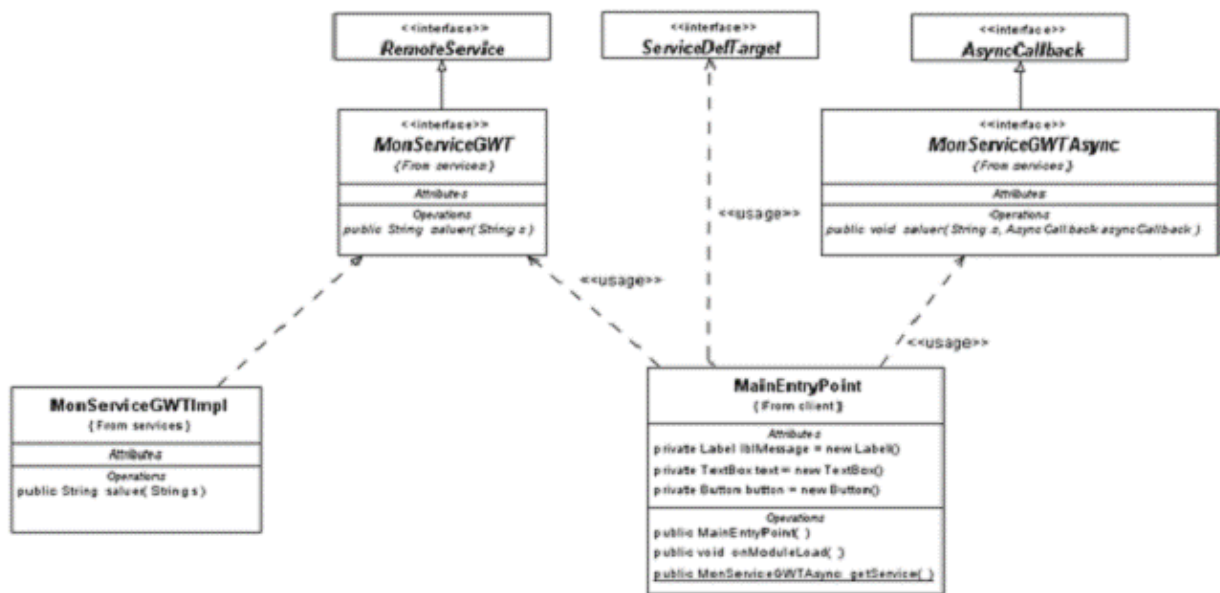 <<interface>>
RemoteService
<<interface>>
ServiceDefTarget
<<interface>>
AsyncCallback
<<interface>>
MonServiceGWT
{From services}
Attributes
Operations
public String saluer( String s )
<<interface>>
MonServiceGWTAsync
{From services}
Attributes
Operations
public void saluer( String s, AsyncCallback asyncCallback )
<<usage>>
<<usage>>
<<usage>>
MonServiceGWTImpl
{From services}
Attributes
Operations
public String saluer( String s )
MainEntryPoint
{From client}
Attributes
private Label lblMessage = new Label()
private TextBox text = new TextBox()
private Button button = new Button()
Operations
public MainEntryPoint( )
public void onModuleLoad( )
public MonServiceGWTAsync getService( )